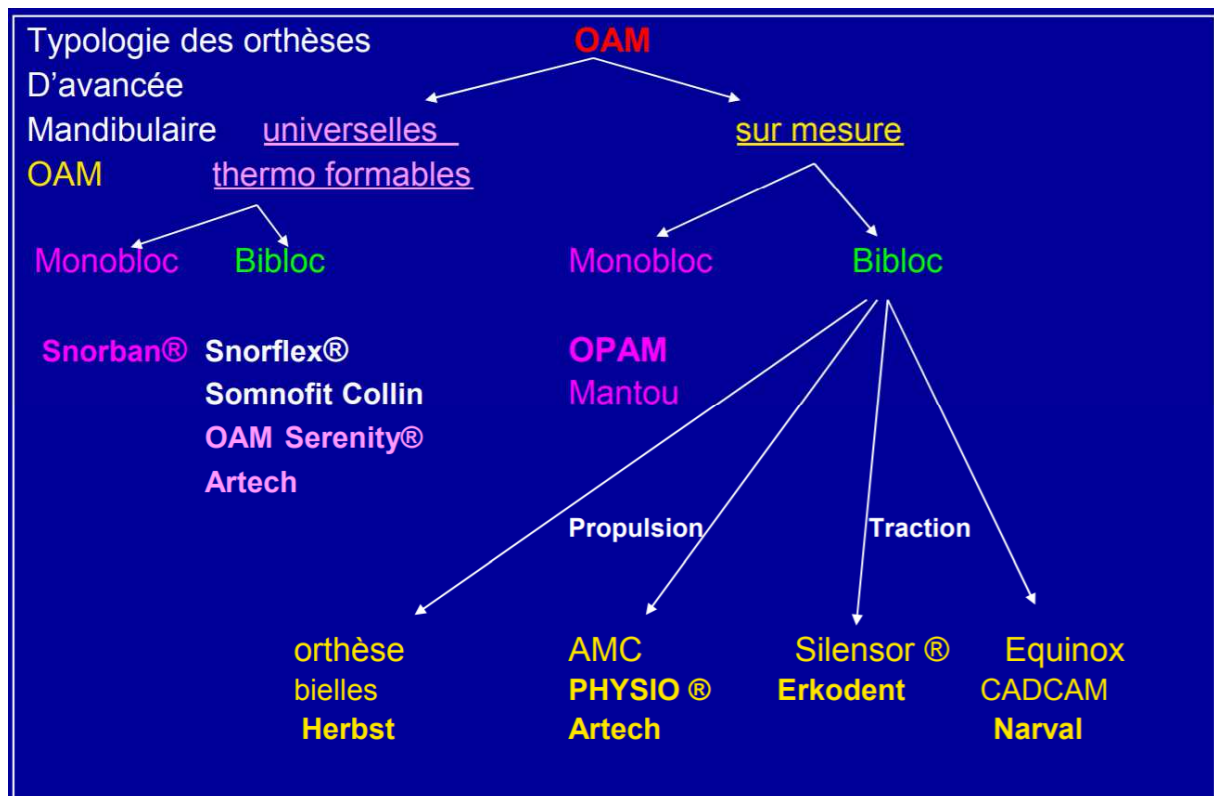 Typologie des orthèses OAM
D’avancée
Mandibulaire universelles sur mesure
OAM thermo formables
Monobloc Bibloc Monobloc Bibloc
Snorban® Snorflex® OPAM
Somnofit Collin Mantou
OAM Serenity®
Artech
Propulsion Traction
orthèse AMC Silensor ® Equinox
bielles PHYSIO ® Erkodent CADCAM
Herbst Artech Narval